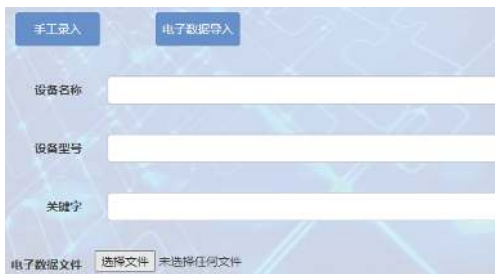 手工录入 电子数据导入
设备名称
设备型号
关键字
电子数据文件 选择文件 未选择任何文件